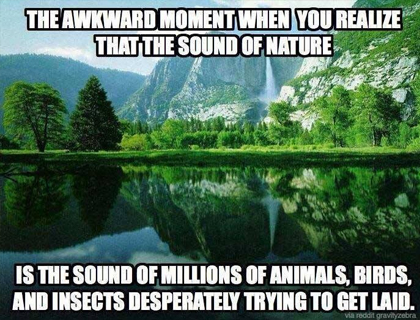 THE AWKWARD MOMENT WHEN YOU REALIZE
THAT THE SOUND OF NATURE
IS THE SOUND OF MILLIONS OF ANIMALS, BIRDS,
AND INSECTS DESPERATELY TRYING TO GET LAID.
via reddit gravityzebra